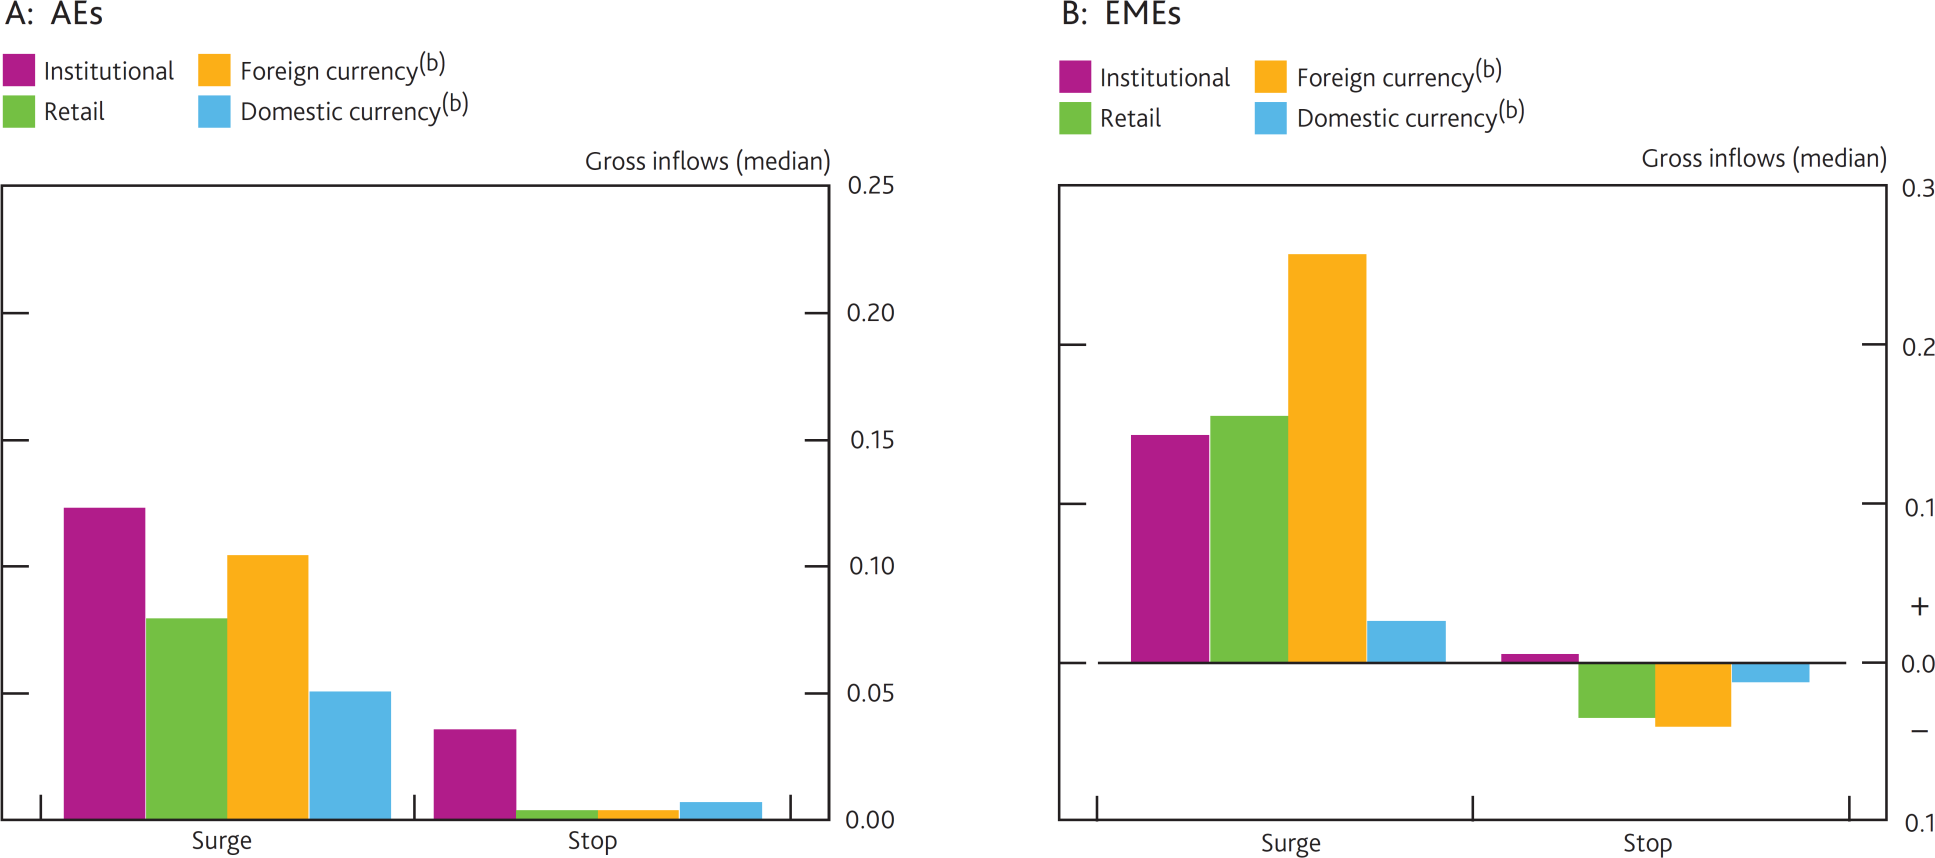 A: AEs
Institutional
Foreign currency(b)
Retail
Domestic currency(b)
Gross inflows (median)
0.25
0.20
0.15
0.10
0.05
0.00
Surge
Stop
B: EMEs
Institutional
Foreign currency(b)
Retail
Domestic currency(b)
Gross inflows (median)
0.3
0.2
0.1
+
0.0
–
0.1
Surge
Stop